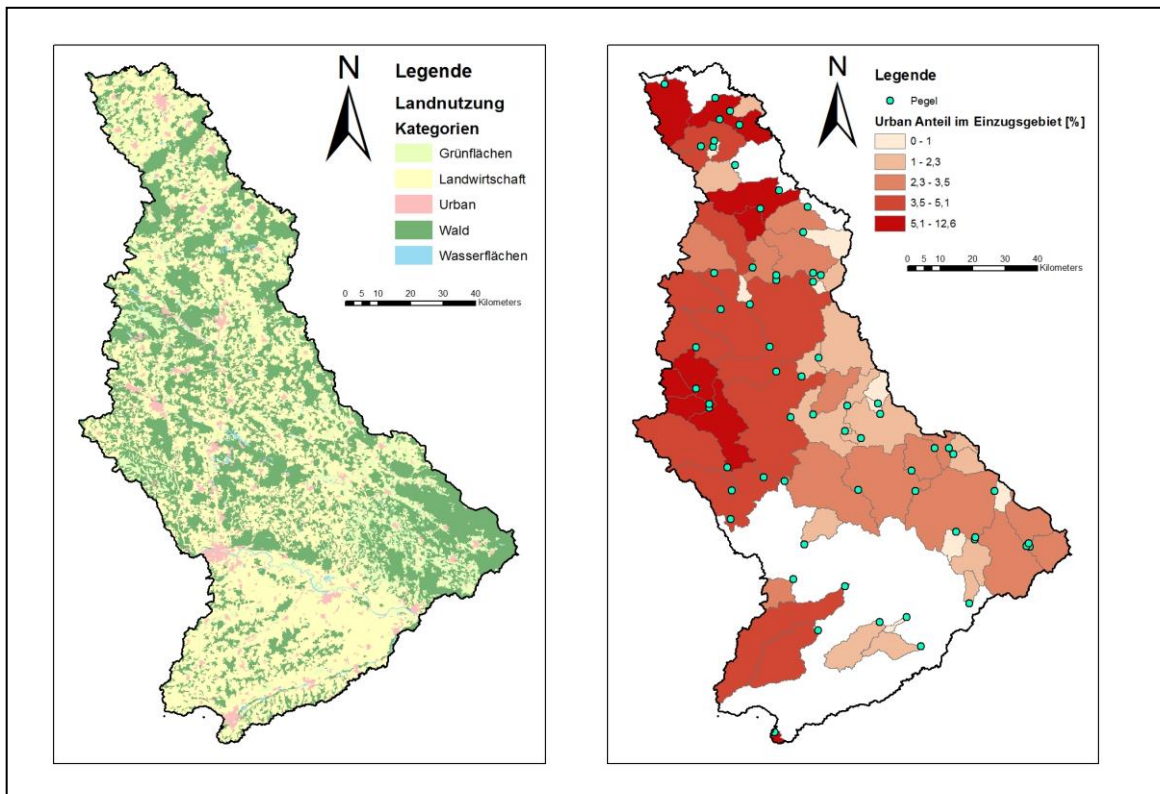 N
Legende
Landnutzung
Kategorien
Grünflächen
Landwirtschaft
Urban
Wald
Wasserflächen
0 5 10 20 30 40
Kilometers
N
Legende
Pegel
Urban Anteil im Einzugsgebiet [%]
0 - 1
1 - 2,3
2,3 - 3,5
3,5 - 5,1
5,1 - 12,6
0 5 10 20 30 40
Kilometers